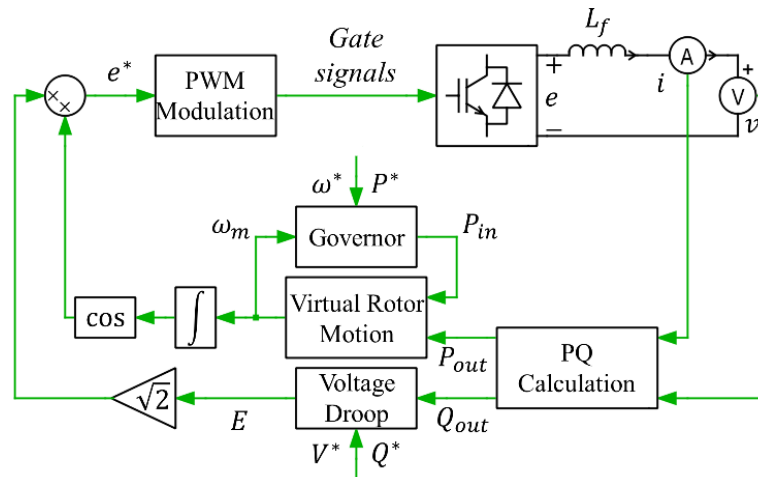 e* PWM Modulation
Gate signals
+ e −
L_f
A
i
+ V v
× ×
ω* P*
ω_m Governor P_in
cos ∫ Virtual Rotor Motion
P_out PQ Calculation
√2 E Voltage Droop
Q_out
V* Q*